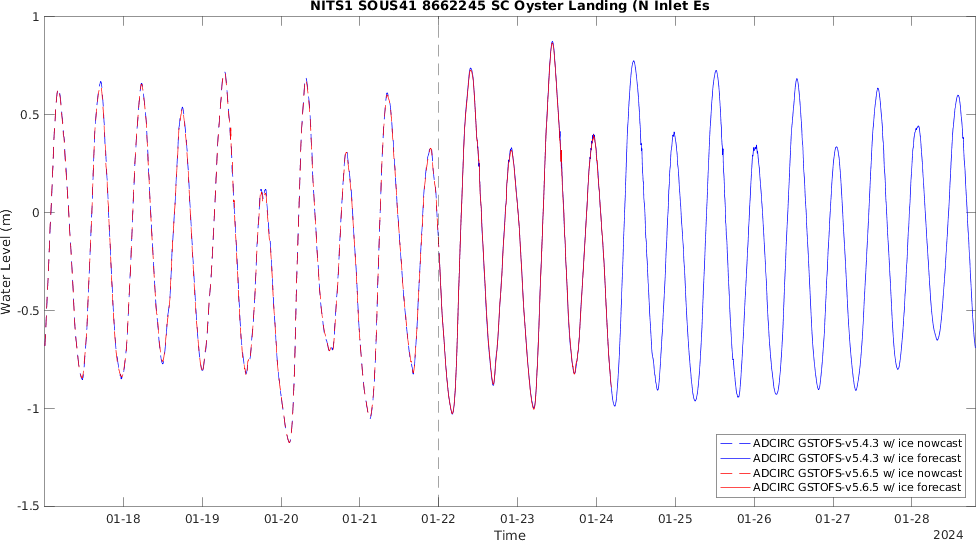 NITS1 SOUS41 8662245 SC Oyster Landing (N Inlet Es
1
0.5
0
-0.5
-1
-1.5
Water Level (m)
01-18 01-19 01-20 01-21 01-22 01-23 01-24 01-25 01-26 01-27 01-28
Time
2024
ADCIRC GSTOFS-v5.4.3 w/ ice nowcast
ADCIRC GSTOFS-v5.4.3 w/ ice forecast
ADCIRC GSTOFS-v5.6.5 w/ ice nowcast
ADCIRC GSTOFS-v5.6.5 w/ ice forecast